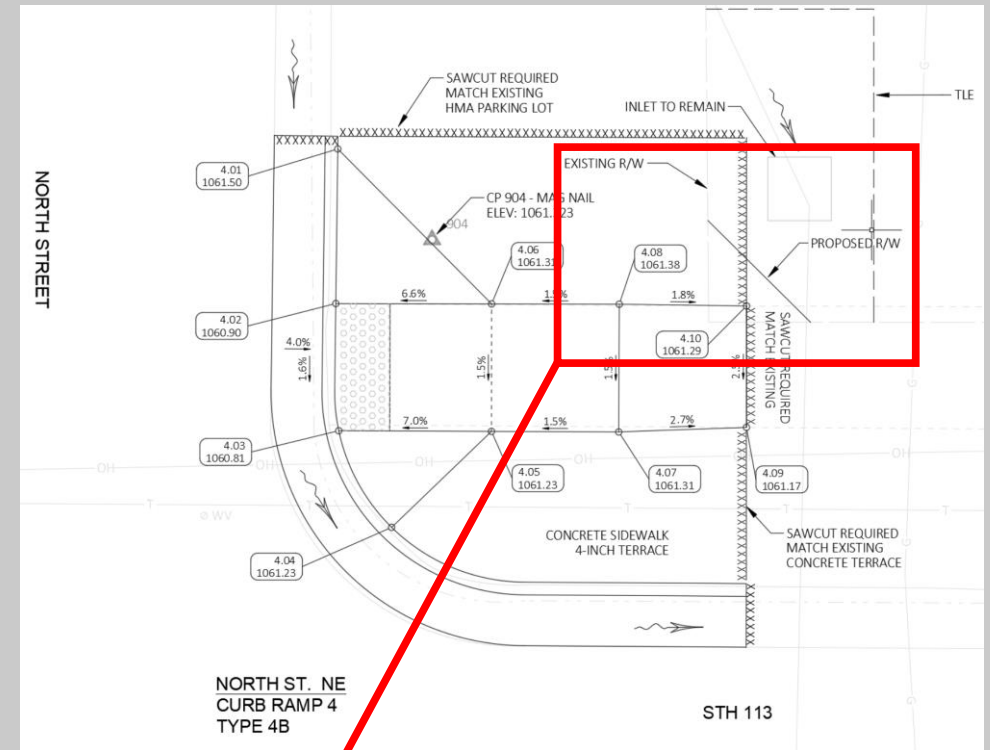 SAWCUT REQUIRED
MATCH EXISTING
HMA PARKING LOT
INLET TO REMAIN
TLE
G
4.01
1061.50
EXISTING R/W
NORTH STREET
CP 904 - MAG NAIL
ELEV: 1061.123
904
PROPOSED R/W
4.06
4.08
1061.38
6.6%
1.8%
4.02
1060.90
4.0%
1.6%
1.5%
4.10
1061.29
SAWCUT REQUIRED
MATCH EXISTING
7.0%
1.5%
2.7%
4.03
1060.81
OH
OH
OH
OH
OH
4.05
1061.23
4.07
1061.31
4.09
1061.17
T
T
T
T
T
T
G
WV
CONCRETE SIDEWALK
4-INCH TERRACE
SAWCUT REQUIRED
MATCH EXISTING
CONCRETE TERRACE
4.04
1061.23
G
NORTH ST. NE
CURB RAMP 4
TYPE 4B
STH 113